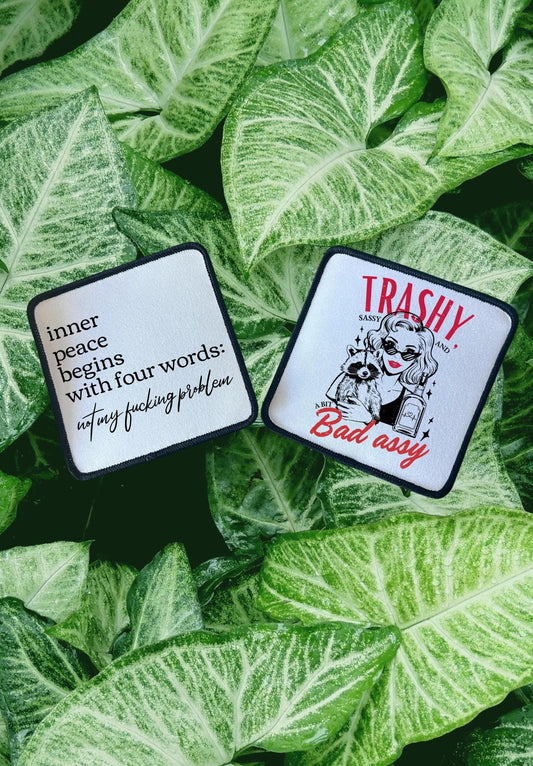 inner
peace
begins
with four words:
not my fucking problem
TRASHY,
SASSY AND
A BIT
Bad assy